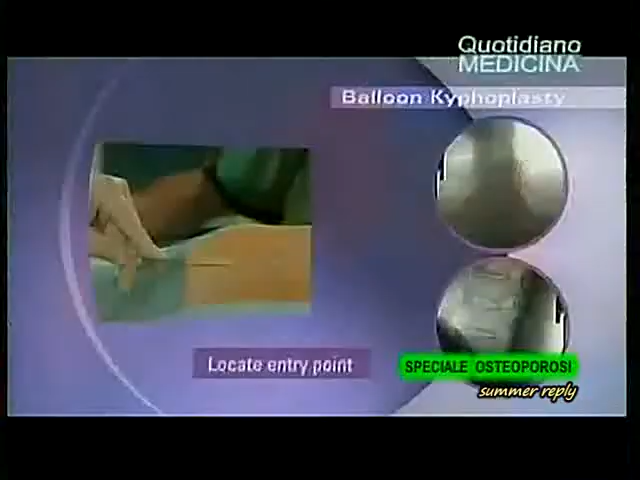 Quotidiano
MEDICINA
Balloon Kyphoplasty
Locate entry point
SPECIALE OSTEOPOROSI
summer reply